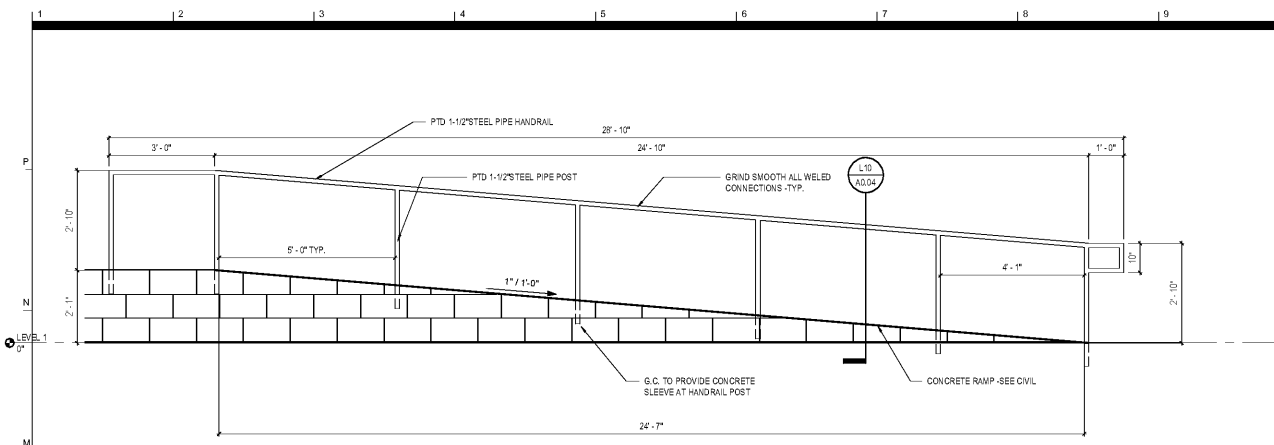 1 2 3 4 5 6 7 8 9
PTD 1-1/2"STEEL PIPE HANDRAIL
28' - 10"
3' - 0"
24' - 10"
1' - 0"
P
PTD 1-1/2"STEEL PIPE POST
GRIND SMOOTH ALL WELED
CONNECTIONS -TYP.
L10
A0.04
2' - 10"
5' - 0" TYP.
10"
4' - 1"
1" / 1'-0"
2' - 10"
N
2' - 1"
LEVEL 1
0"
G.C. TO PROVIDE CONCRETE
SLEEVE AT HANDRAIL POST
CONCRETE RAMP -SEE CIVIL
24' - 7"
M